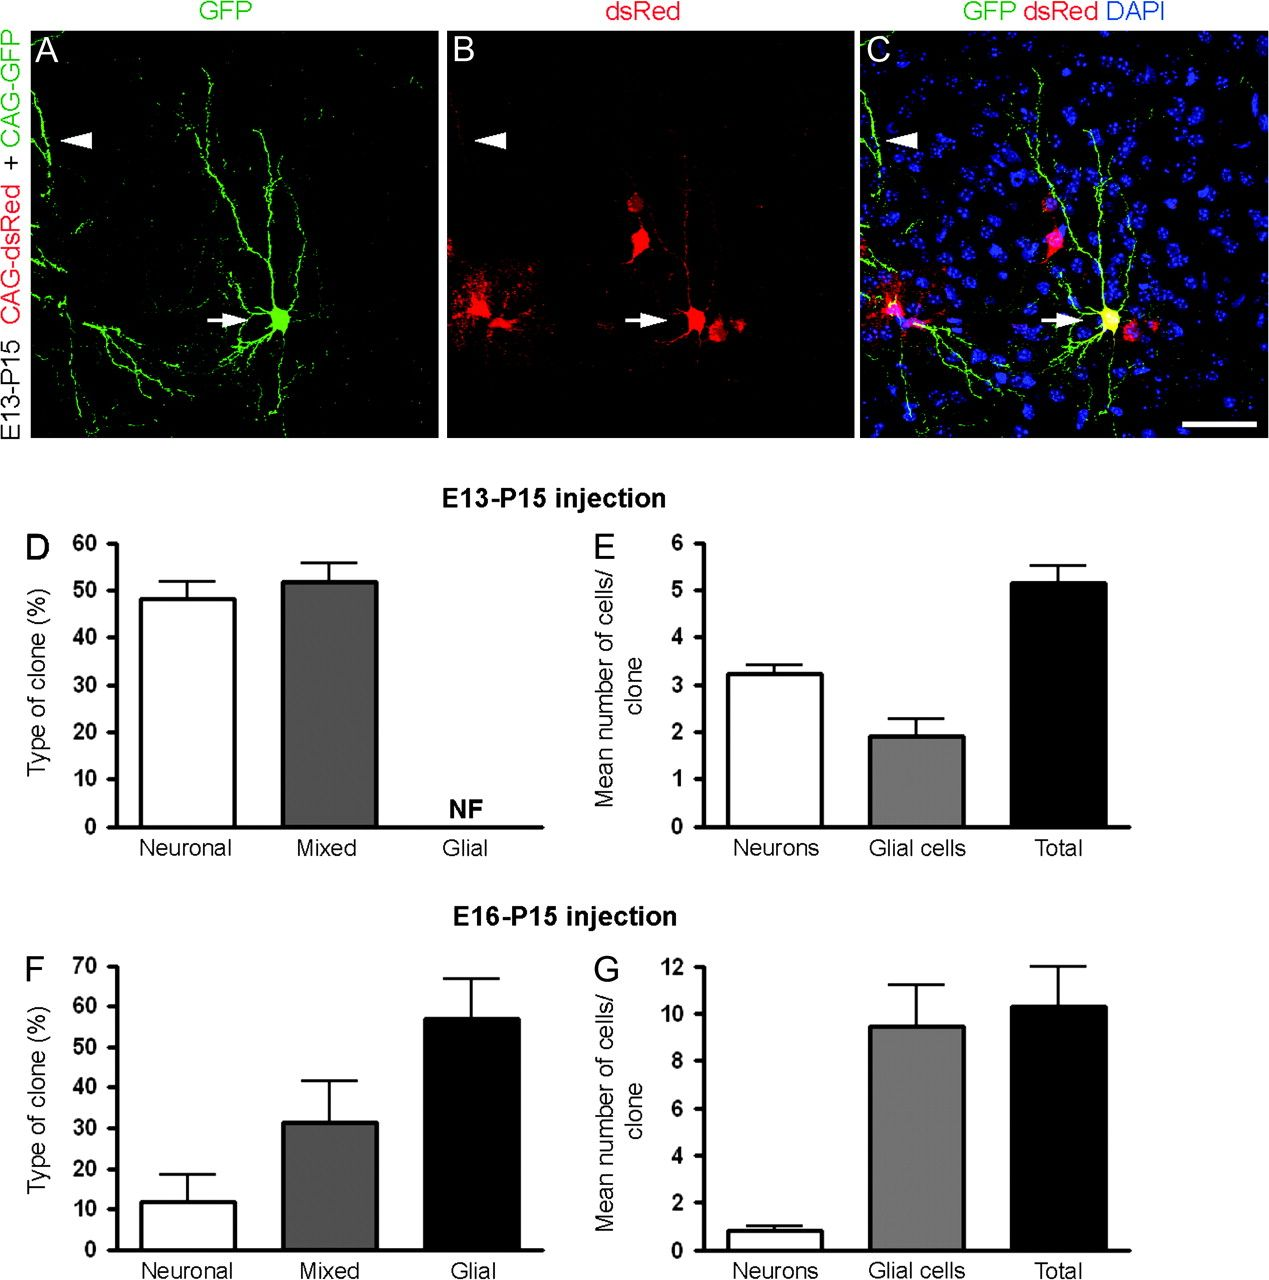 GFP
dsRed
GFP dsRed DAPI
E13-P15 CAG-dsRed + CAG-GFP
A
B
C
E13-P15 injection
D
Type of clone (%)
60
50
40
30
20
10
0
NF
Neuronal Mixed Glial
E
Mean number of cells/
clone
6
5
4
3
2
1
0
Neurons Glial cells Total
E16-P15 injection
F
Type of clone (%)
70
60
50
40
30
20
10
0
Neuronal Mixed Glial
G
Mean number of cells/
clone
12
10
8
6
4
2
0
Neurons Glial cells Total